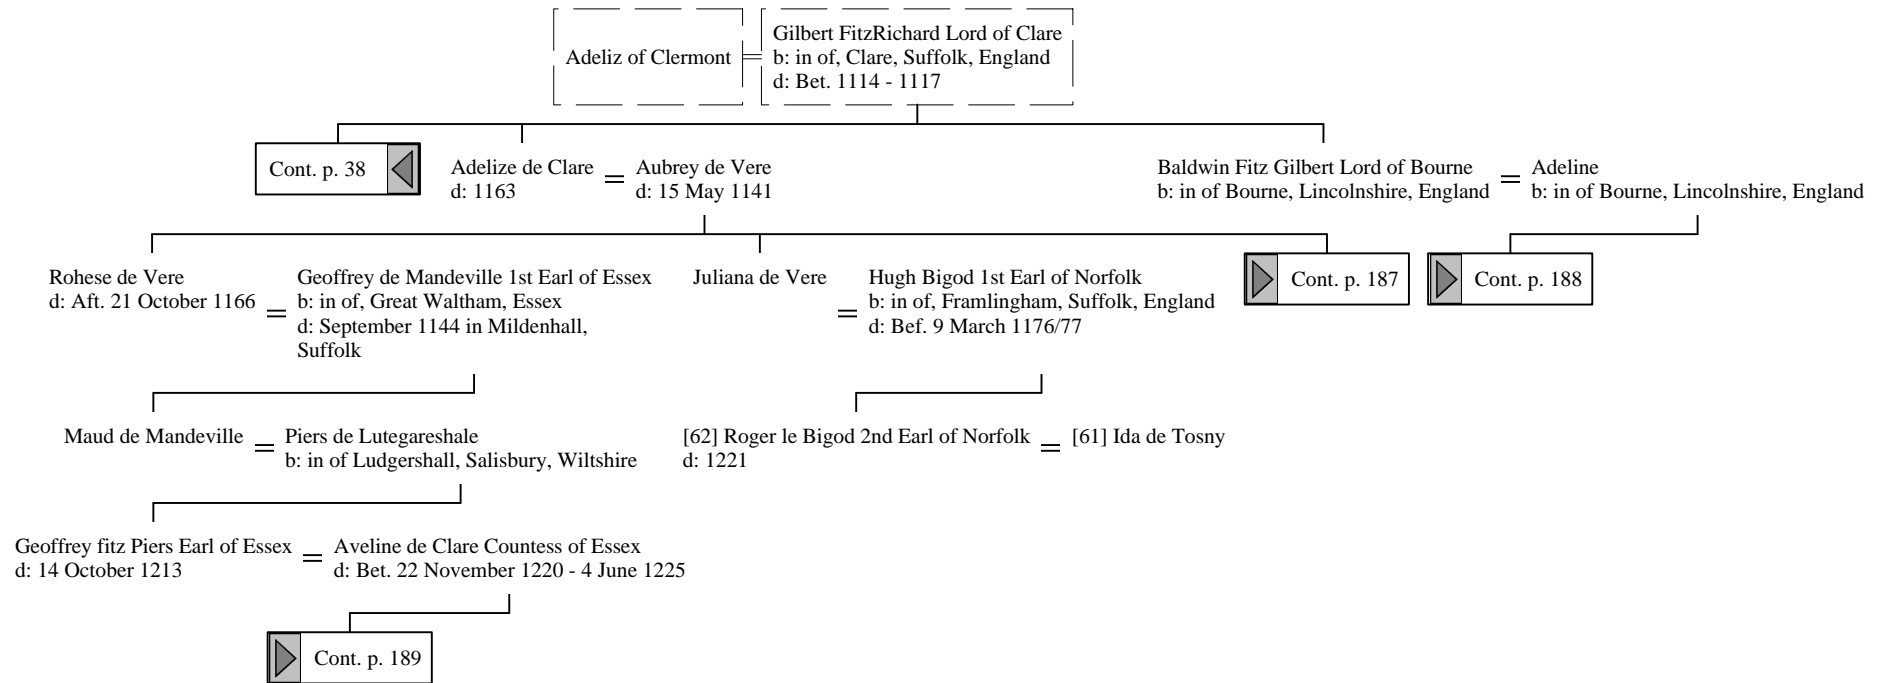 Adeliz of Clermont
=
Gilbert FitzRichard Lord of Clare
b: in of, Clare, Suffolk, England
d: Bet. 1114 - 1117
Cont. p. 38
Adelize de Clare
d: 1163
=
Aubrey de Vere
d: 15 May 1141
Baldwin Fitz Gilbert Lord of Bourne
b: in of Bourne, Lincolnshire, England
=
Adeline
b: in of Bourne, Lincolnshire, England
Rohese de Vere
d: Aft. 21 October 1166
=
Geoffrey de Mandeville 1st Earl of Essex
b: in of, Great Waltham, Essex
d: September 1144 in Mildenhall,
Suffolk
Juliana de Vere
=
Hugh Bigod 1st Earl of Norfolk
b: in of, Framlingham, Suffolk, England
d: Bef. 9 March 1176/77
Cont. p. 187
Cont. p. 188
Maud de Mandeville
=
Piers de Lutegareshale
b: in of Ludgershall, Salisbury, Wiltshire
[62] Roger le Bigod 2nd Earl of Norfolk
d: 1221
=
[61] Ida de Tosny
Geoffrey fitz Piers Earl of Essex
d: 14 October 1213
=
Aveline de Clare Countess of Essex
d: Bet. 22 November 1220 - 4 June 1225
Cont. p. 189